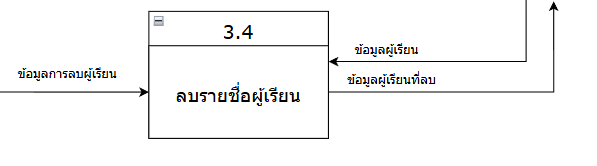 3.4
ข้อมูลผู้เรียน
ข้อมูลการลบผู้เรียน
ข้อมูลผู้เรียนที่ลบ
ลบรายชื่อผู้เรียน